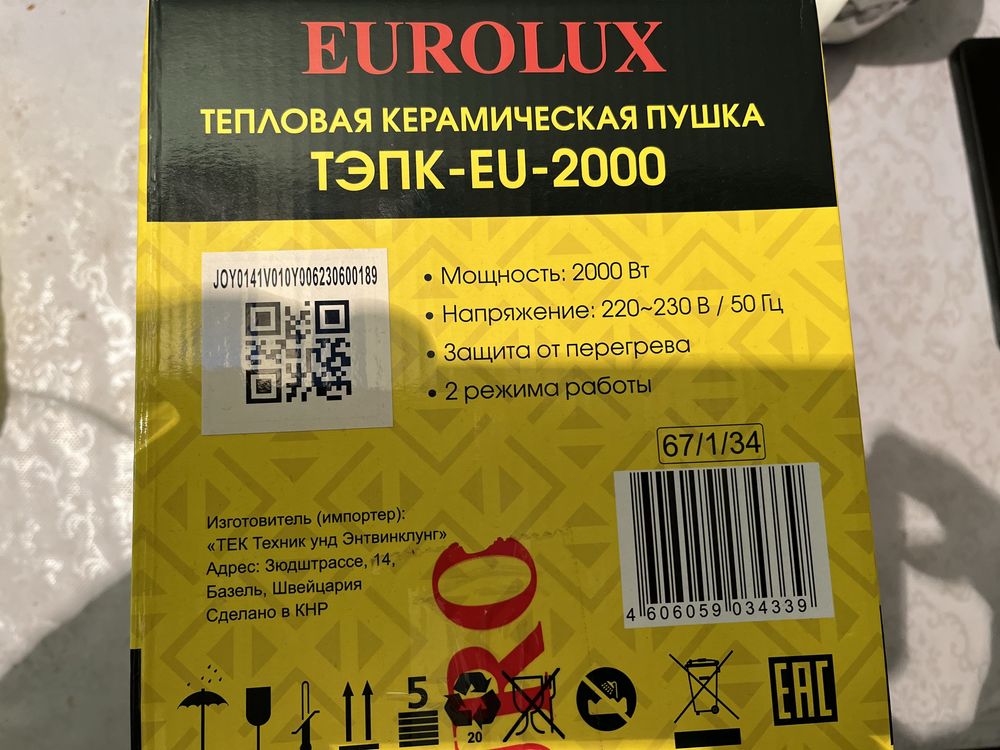 EUROLUX
ТЕПЛОВАЯ КЕРАМИЧЕСКАЯ ПУШКА
ТЭПК-EU-2000
JOY0141V010Y006230600189
• Мощность: 2000 Вт
• Напряжение: 220~230 В / 50 Гц
• Защита от перегрева
• 2 режима работы
67/1/34
4 606059 034339
Изготовитель (импортер):
«ТЕК Техник унд Энтвинклунг»
Адрес: Зюдштрассе, 14,
Базель, Швейцария
Сделано в КНР
URO
5
20
EAC